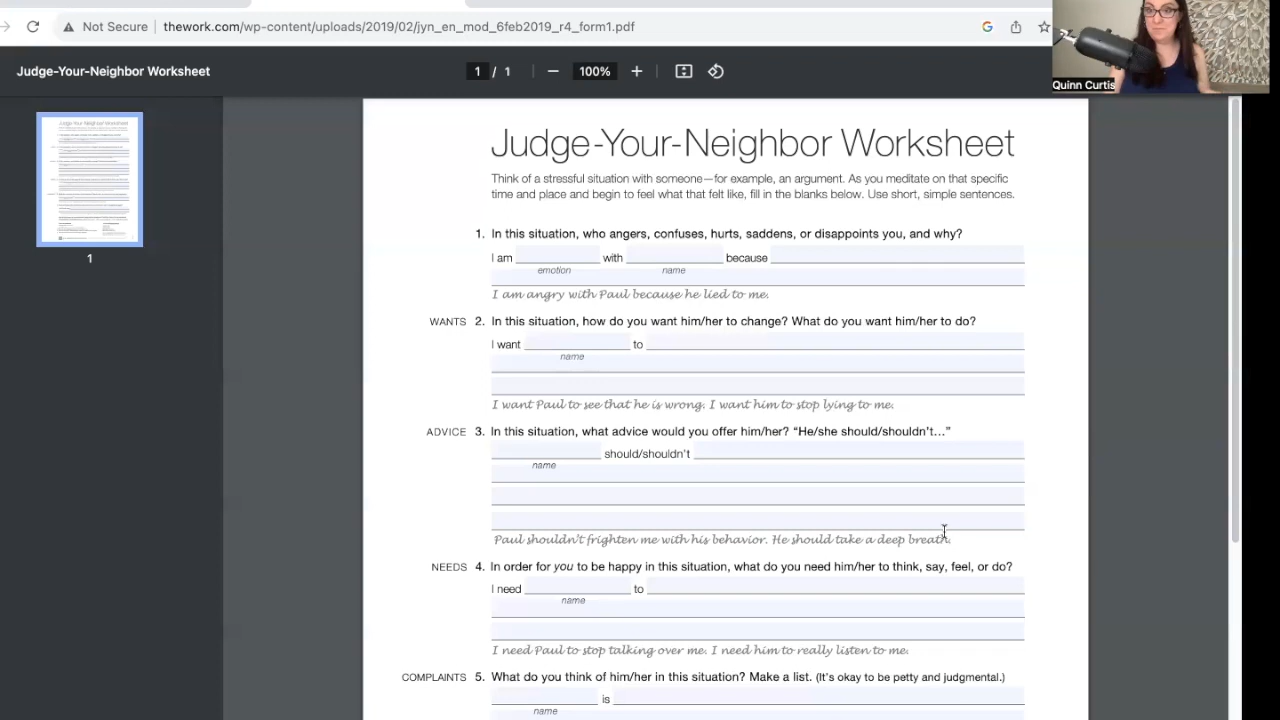 Not Secure
thework.com/wp-content/uploads/2019/02/jyn_en_mod_6feb2019_r4_form1.pdf
Quinn Curtis
Judge-Your-Neighbor Worksheet
1 / 1
100%
1
Judge-Your-Neighbor Worksheet
Think of a stressful situation with someone—for example, an argument. As you meditate on that specific
time and place and begin to feel what that felt like, fill in the blanks below. Use short, simple sentences.
1. In this situation, who angers, confuses, hurts, saddens, or disappoints you, and why?
I am with because
emotion name
I am angry with Paul because he lied to me.
WANTS 2. In this situation, how do you want him/her to change? What do you want him/her to do?
I want to
name
I want Paul to see that he is wrong. I want him to stop lying to me.
ADVICE 3. In this situation, what advice would you offer him/her? “He/she should/shouldn't…”
should/shouldn't
name
Paul shouldn't frighten me with his behavior. He should take a deep breath.
NEEDS 4. In order for you to be happy in this situation, what do you need him/her to think, say, feel, or do?
I need to
name
I need Paul to stop talking over me. I need him to really listen to me.
COMPLAINTS 5. What do you think of him/her in this situation? Make a list. (It's okay to be petty and judgmental.)
is
name